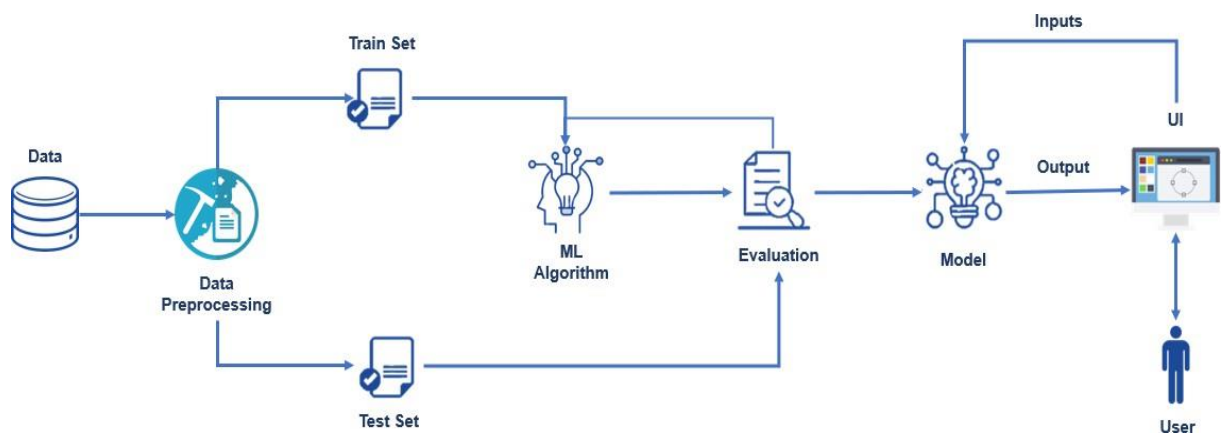 Inputs
Train Set
UI
Data
Output
ML
Algorithm
Evaluation
Model
Data
Preprocessing
Test Set
User